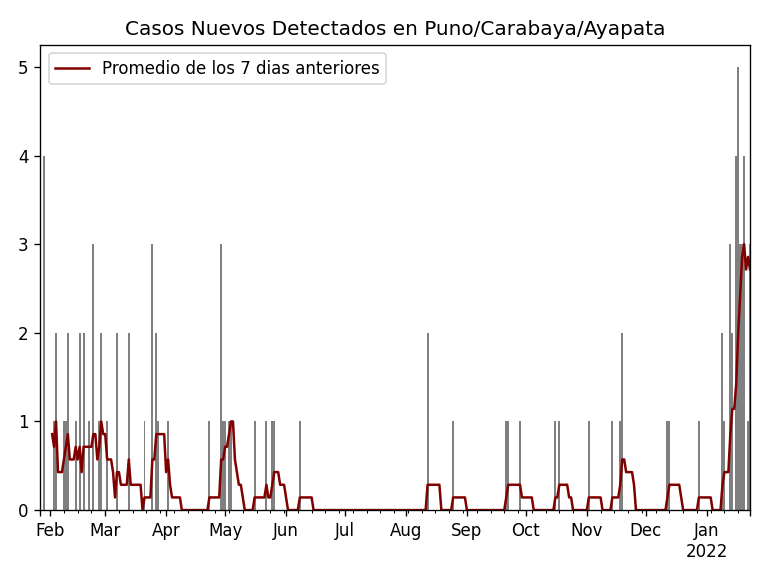 Casos Nuevos Detectados en Puno/Carabaya/Ayapata
Promedio de los 7 dias anteriores
5
4
3
2
1
0
Feb Mar Apr May Jun Jul Aug Sep Oct Nov Dec Jan
2022